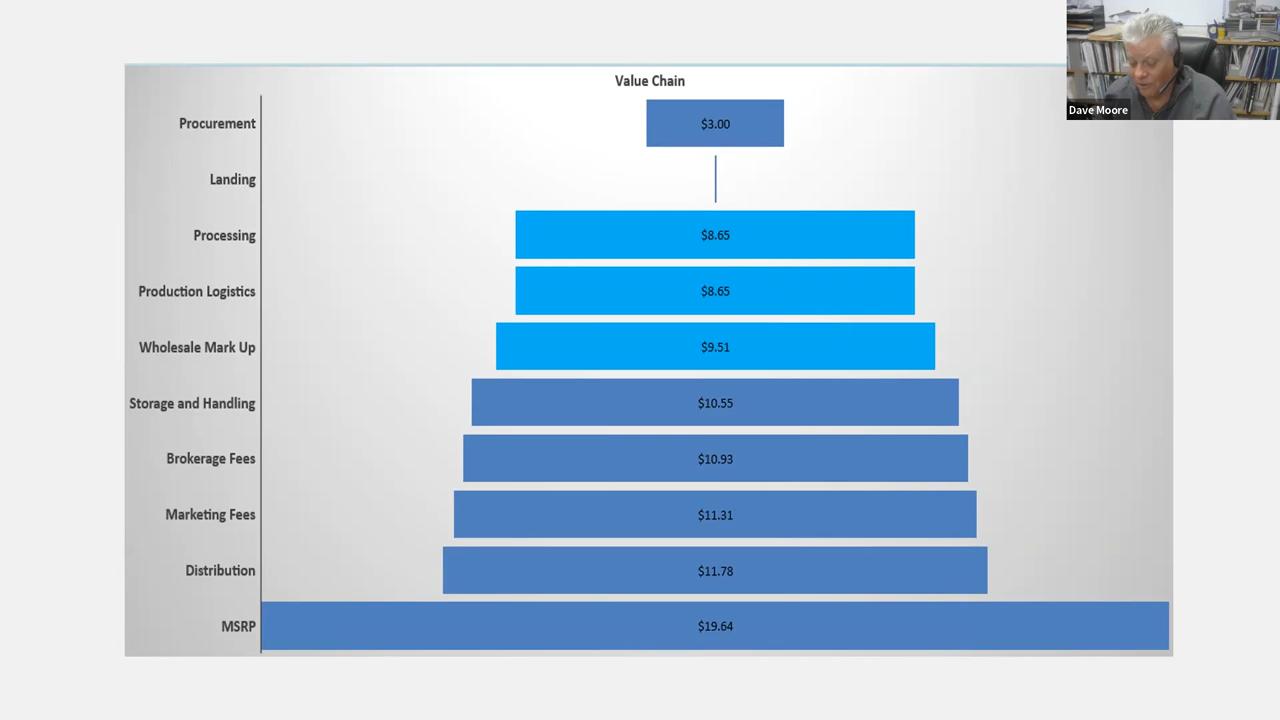 Value Chain
Procurement $3.00
Landing
Processing $8.65
Production Logistics $8.65
Wholesale Mark Up $9.51
Storage and Handling $10.55
Brokerage Fees $10.93
Marketing Fees $11.31
Distribution $11.78
MSRP $19.64
Dave Moore